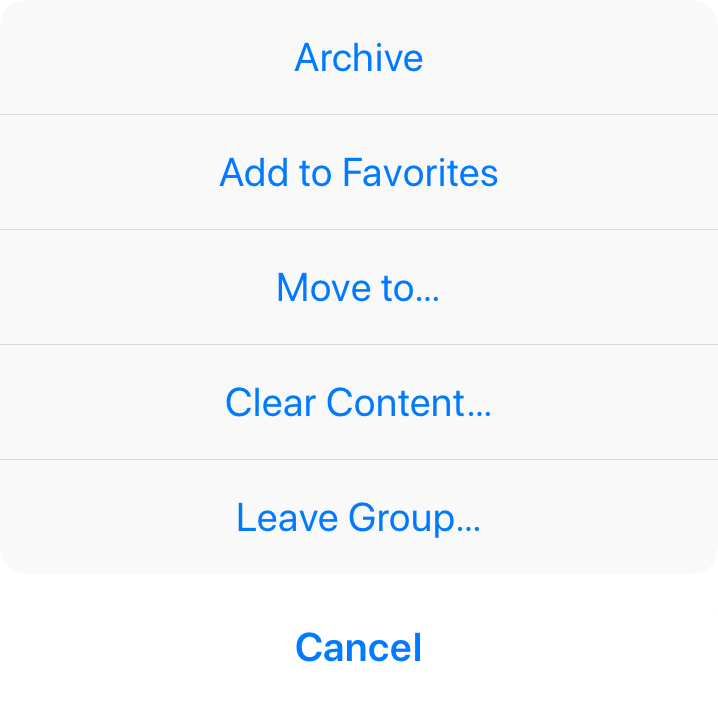 Archive
Add to Favorites
Move to...
Clear Content...
Leave Group...
Cancel